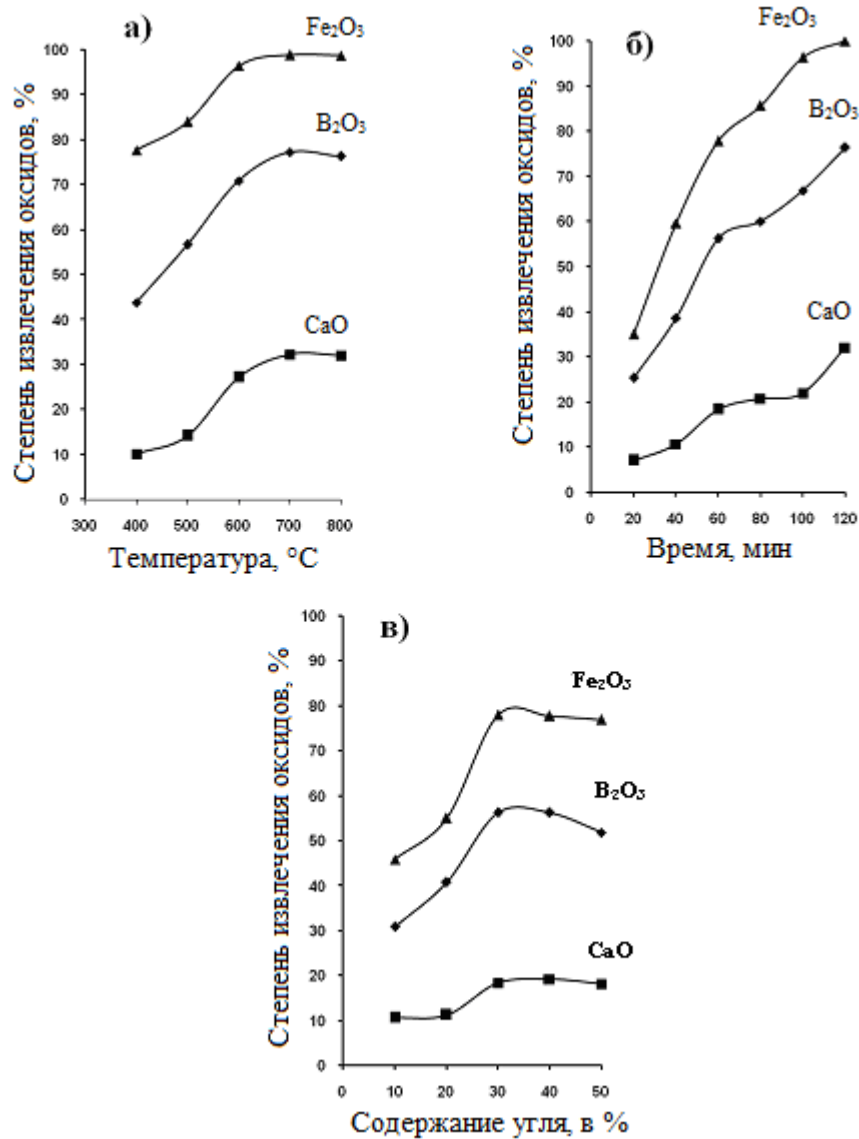 а)
Fe₂O₃
B₂O₃
CaO
Степень извлечения оксидов, %
100
90
80
70
60
50
40
30
20
10
0
300 400 500 600 700 800
Температура, °С
б)
Fe₂O₃
B₂O₃
CaO
Степень извлечения оксидов, %
100
90
80
70
60
50
40
30
20
10
0
0 20 40 60 80 100 120
Время, мин
в)
Fe₂O₃
B₂O₃
CaO
Степень извлечения оксидов, %
100
90
80
70
60
50
40
30
20
10
0
0 10 20 30 40 50
Содержание угля, в %